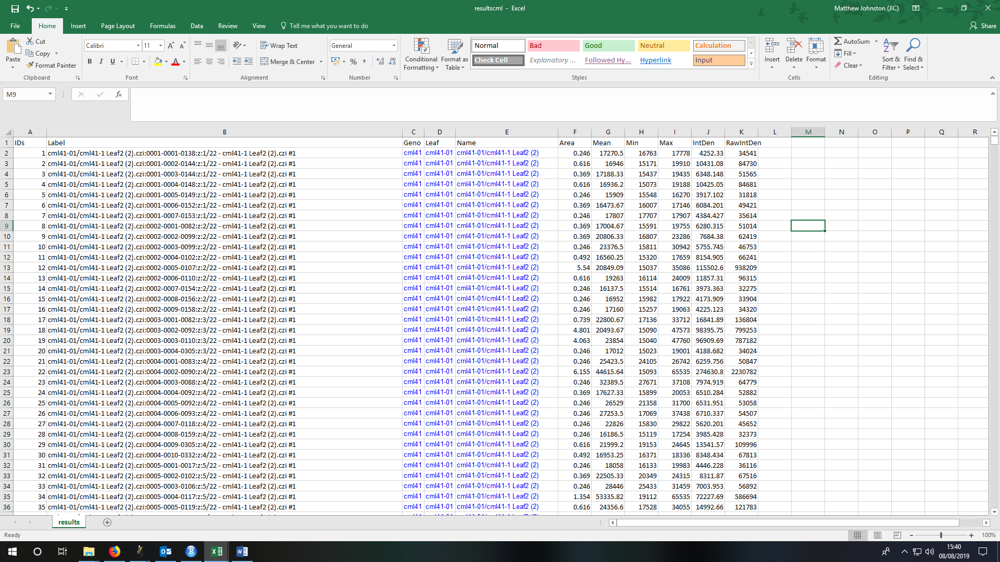 resultscml - Excel
Matthew Johnston (JIC)
File Home Insert Page Layout Formulas Data Review View Tell me what you want to do Share
Paste Cut Copy Format Painter Clipboard
Calibri 11 B I U A Font
Wrap Text Merge & Center Alignment
General % Number
Conditional Formatting Format as Table
Normal Bad Good Neutral Calculation
Check Cell Explanatory ... Followed Hy... Hyperlink Input
Styles
Insert Delete Format Cells
AutoSum Fill Clear Sort & Filter Find & Select Editing
M9 fx
A B C D E F G H I J K L M N O P Q R
1 IDs Label Geno Leaf Name Area Mean Min Max IntDen RawIntDen
2 1 cml41-01/cml41-1 Leaf2 (2).czi:0001-0001-0138:z:1/22 - cml41-1 Leaf2 (2).czi #1 cml41 cml41-01 cml41-01/cml41-1 Leaf2 (2) 0.246 17270.5 16763 17778 4252.33 34541
3 2 cml41-01/cml41-1 Leaf2 (2).czi:0001-0002-0144:z:1/22 - cml41-1 Leaf2 (2).czi #1 cml41 cml41-01 cml41-01/cml41-1 Leaf2 (2) 0.616 16946 15171 19910 10431.08 84730
4 3 cml41-01/cml41-1 Leaf2 (2).czi:0001-0003-0144:z:1/22 - cml41-1 Leaf2 (2).czi #1 cml41 cml41-01 cml41-01/cml41-1 Leaf2 (2) 0.369 17188.33 15437 19435 6348.148 51565
5 4 cml41-01/cml41-1 Leaf2 (2).czi:0001-0004-0148:z:1/22 - cml41-1 Leaf2 (2).czi #1 cml41 cml41-01 cml41-01/cml41-1 Leaf2 (2) 0.616 16936.2 15073 19188 10425.05 84681
6 5 cml41-01/cml41-1 Leaf2 (2).czi:0001-0005-0149:z:1/22 - cml41-1 Leaf2 (2).czi #1 cml41 cml41-01 cml41-01/cml41-1 Leaf2 (2) 0.246 15909 15548 16270 3917.102 31818
7 6 cml41-01/cml41-1 Leaf2 (2).czi:0001-0006-0152:z:1/22 - cml41-1 Leaf2 (2).czi #1 cml41 cml41-01 cml41-01/cml41-1 Leaf2 (2) 0.369 16473.67 16007 17146 6084.201 49421
8 7 cml41-01/cml41-1 Leaf2 (2).czi:0001-0007-0153:z:1/22 - cml41-1 Leaf2 (2).czi #1 cml41 cml41-01 cml41-01/cml41-1 Leaf2 (2) 0.246 17807 17707 17907 4384.427 35614
9 8 cml41-01/cml41-1 Leaf2 (2).czi:0002-0001-0082:z:2/22 - cml41-1 Leaf2 (2).czi #1 cml41 cml41-01 cml41-01/cml41-1 Leaf2 (2) 0.369 17004.67 15591 19755 6280.315 51014
10 9 cml41-01/cml41-1 Leaf2 (2).czi:0002-0002-0099:z:2/22 - cml41-1 Leaf2 (2).czi #1 cml41 cml41-01 cml41-01/cml41-1 Leaf2 (2) 0.369 20806.33 16807 23286 7684.38 62419
11 10 cml41-01/cml41-1 Leaf2 (2).czi:0002-0003-0099:z:2/22 - cml41-1 Leaf2 (2).czi #1 cml41 cml41-01 cml41-01/cml41-1 Leaf2 (2) 0.246 23376.5 15811 30942 5755.745 46753
12 11 cml41-01/cml41-1 Leaf2 (2).czi:0002-0004-0102:z:2/22 - cml41-1 Leaf2 (2).czi #1 cml41 cml41-01 cml41-01/cml41-1 Leaf2 (2) 0.492 16560.25 15320 17659 8154.905 66241
13 12 cml41-01/cml41-1 Leaf2 (2).czi:0002-0005-0107:z:2/22 - cml41-1 Leaf2 (2).czi #1 cml41 cml41-01 cml41-01/cml41-1 Leaf2 (2) 5.54 20849.09 15037 35086 115502.6 938209
14 13 cml41-01/cml41-1 Leaf2 (2).czi:0002-0006-0110:z:2/22 - cml41-1 Leaf2 (2).czi #1 cml41 cml41-01 cml41-01/cml41-1 Leaf2 (2) 0.616 19263 16114 24009 11857.31 96315
15 14 cml41-01/cml41-1 Leaf2 (2).czi:0002-0007-0154:z:2/22 - cml41-1 Leaf2 (2).czi #1 cml41 cml41-01 cml41-01/cml41-1 Leaf2 (2) 0.246 16137.5 15514 16761 3973.363 32275
16 15 cml41-01/cml41-1 Leaf2 (2).czi:0002-0008-0156:z:2/22 - cml41-1 Leaf2 (2).czi #1 cml41 cml41-01 cml41-01/cml41-1 Leaf2 (2) 0.246 16952 15982 17922 4173.909 33904
17 16 cml41-01/cml41-1 Leaf2 (2).czi:0002-0009-0158:z:2/22 - cml41-1 Leaf2 (2).czi #1 cml41 cml41-01 cml41-01/cml41-1 Leaf2 (2) 0.246 17160 15257 19063 4225.123 34320
18 17 cml41-01/cml41-1 Leaf2 (2).czi:0003-0001-0082:z:3/22 - cml41-1 Leaf2 (2).czi #1 cml41 cml41-01 cml41-01/cml41-1 Leaf2 (2) 0.739 22800.67 17136 33712 16841.89 136804
19 18 cml41-01/cml41-1 Leaf2 (2).czi:0003-0002-0092:z:3/22 - cml41-1 Leaf2 (2).czi #1 cml41 cml41-01 cml41-01/cml41-1 Leaf2 (2) 4.801 20493.67 15090 47573 98395.75 799253
20 19 cml41-01/cml41-1 Leaf2 (2).czi:0003-0003-0110:z:3/22 - cml41-1 Leaf2 (2).czi #1 cml41 cml41-01 cml41-01/cml41-1 Leaf2 (2) 4.063 23854 15040 47760 96909.69 787182
21 20 cml41-01/cml41-1 Leaf2 (2).czi:0003-0004-0305:z:3/22 - cml41-1 Leaf2 (2).czi #1 cml41 cml41-01 cml41-01/cml41-1 Leaf2 (2) 0.246 17012 15023 19001 4188.682 34024
22 21 cml41-01/cml41-1 Leaf2 (2).czi:0004-0001-0083:z:4/22 - cml41-1 Leaf2 (2).czi #1 cml41 cml41-01 cml41-01/cml41-1 Leaf2 (2) 0.246 25423.5 24105 26742 6259.756 50847
23 22 cml41-01/cml41-1 Leaf2 (2).czi:0004-0002-0090:z:4/22 - cml41-1 Leaf2 (2).czi #1 cml41 cml41-01 cml41-01/cml41-1 Leaf2 (2) 6.155 44615.64 15093 65535 274630.8 2230782
24 23 cml41-01/cml41-1 Leaf2 (2).czi:0004-0003-0088:z:4/22 - cml41-1 Leaf2 (2).czi #1 cml41 cml41-01 cml41-01/cml41-1 Leaf2 (2) 0.246 32389.5 27671 37108 7974.919 64779
25 24 cml41-01/cml41-1 Leaf2 (2).czi:0004-0004-0092:z:4/22 - cml41-1 Leaf2 (2).czi #1 cml41 cml41-01 cml41-01/cml41-1 Leaf2 (2) 0.369 17627.33 15899 20053 6510.284 52882
26 25 cml41-01/cml41-1 Leaf2 (2).czi:0004-0005-0092:z:4/22 - cml41-1 Leaf2 (2).czi #1 cml41 cml41-01 cml41-01/cml41-1 Leaf2 (2) 0.246 26529 21358 31700 6531.951 53058
27 26 cml41-01/cml41-1 Leaf2 (2).czi:0004-0006-0093:z:4/22 - cml41-1 Leaf2 (2).czi #1 cml41 cml41-01 cml41-01/cml41-1 Leaf2 (2) 0.246 27253.5 17069 37438 6710.337 54507
28 27 cml41-01/cml41-1 Leaf2 (2).czi:0004-0007-0118:z:4/22 - cml41-1 Leaf2 (2).czi #1 cml41 cml41-01 cml41-01/cml41-1 Leaf2 (2) 0.246 22826 15830 29822 5620.201 45652
29 28 cml41-01/cml41-1 Leaf2 (2).czi:0004-0008-0159:z:4/22 - cml41-1 Leaf2 (2).czi #1 cml41 cml41-01 cml41-01/cml41-1 Leaf2 (2) 0.246 16186.5 15119 17254 3985.428 32373
30 29 cml41-01/cml41-1 Leaf2 (2).czi:0004-0009-0305:z:4/22 - cml41-1 Leaf2 (2).czi #1 cml41 cml41-01 cml41-01/cml41-1 Leaf2 (2) 0.616 21999.2 19153 24645 13541.57 109996
31 30 cml41-01/cml41-1 Leaf2 (2).czi:0004-0010-0332:z:4/22 - cml41-1 Leaf2 (2).czi #1 cml41 cml41-01 cml41-01/cml41-1 Leaf2 (2) 0.492 16953.25 16371 18336 8348.434 67813
32 31 cml41-01/cml41-1 Leaf2 (2).czi:0005-0001-0017:z:5/22 - cml41-1 Leaf2 (2).czi #1 cml41 cml41-01 cml41-01/cml41-1 Leaf2 (2) 0.246 18058 16133 19983 4446.228 36116
33 32 cml41-01/cml41-1 Leaf2 (2).czi:0005-0002-0102:z:5/22 - cml41-1 Leaf2 (2).czi #1 cml41 cml41-01 cml41-01/cml41-1 Leaf2 (2) 0.369 22505.33 20349 24315 8311.87 67516
34 33 cml41-01/cml41-1 Leaf2 (2).czi:0005-0003-0106:z:5/22 - cml41-1 Leaf2 (2).czi #1 cml41 cml41-01 cml41-01/cml41-1 Leaf2 (2) 0.246 28446 25433 31459 7003.953 56892
35 34 cml41-01/cml41-1 Leaf2 (2).czi:0005-0004-0117:z:5/22 - cml41-1 Leaf2 (2).czi #1 cml41 cml41-01 cml41-01/cml41-1 Leaf2 (2) 1.354 53335.82 19112 65535 72227.69 586694
36 35 cml41-01/cml41-1 Leaf2 (2).czi:0005-0005-0119:z:5/22 - cml41-1 Leaf2 (2).czi #1 cml41 cml41-01 cml41-01/cml41-1 Leaf2 (2) 0.616 24356.6 17528 34055 14992.66 121783
results
Ready 100%
15:40
08/08/2019